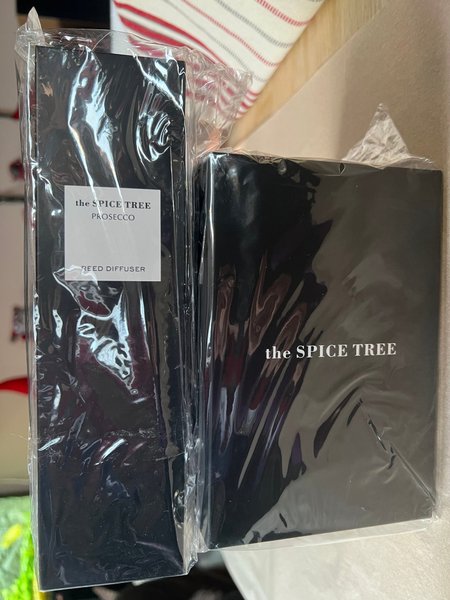 the SPICE TREE
PROSECCO
REED DIFFUSER
the SPICE TREE